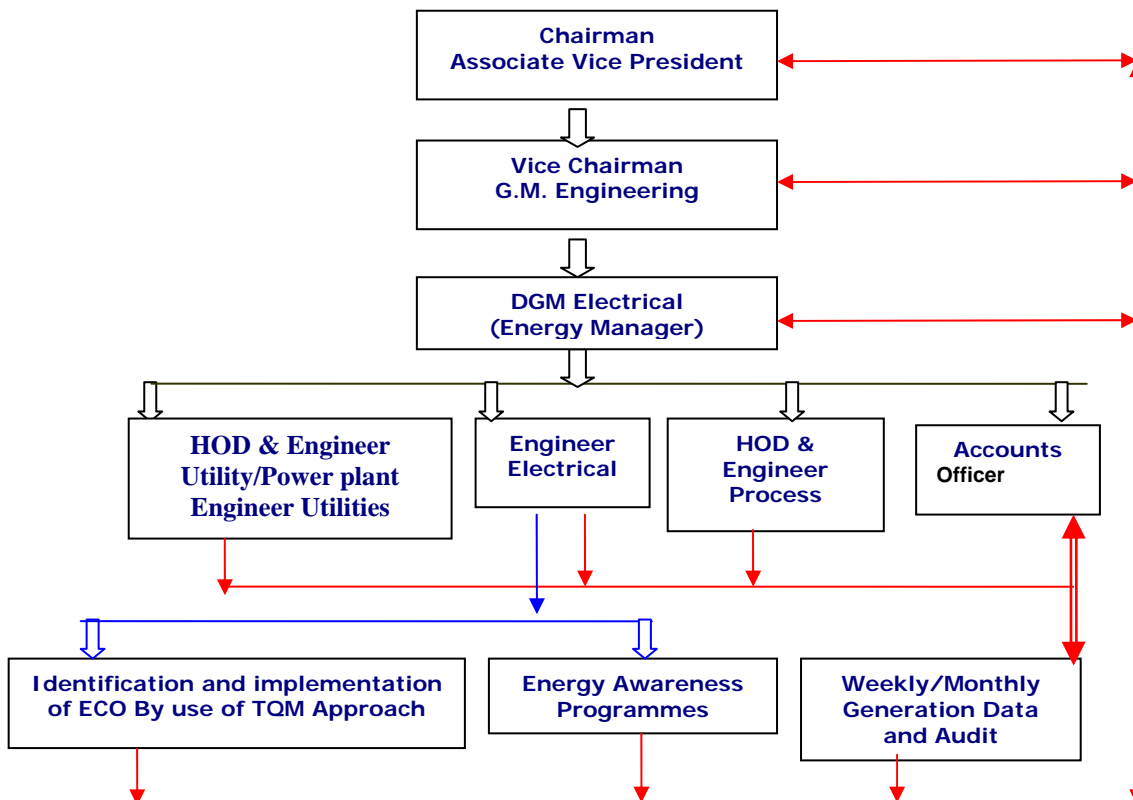 Chairman
Associate Vice President
Vice Chairman
G.M. Engineering
DGM Electrical
(Energy Manager)
HOD & Engineer
Utility/Power plant
Engineer Utilities
Engineer
Electrical
HOD &
Engineer
Process
Accounts
Officer
Identification and implementation
of ECO By use of TQM Approach
Energy Awareness
Programmes
Weekly/Monthly
Generation Data
and Audit